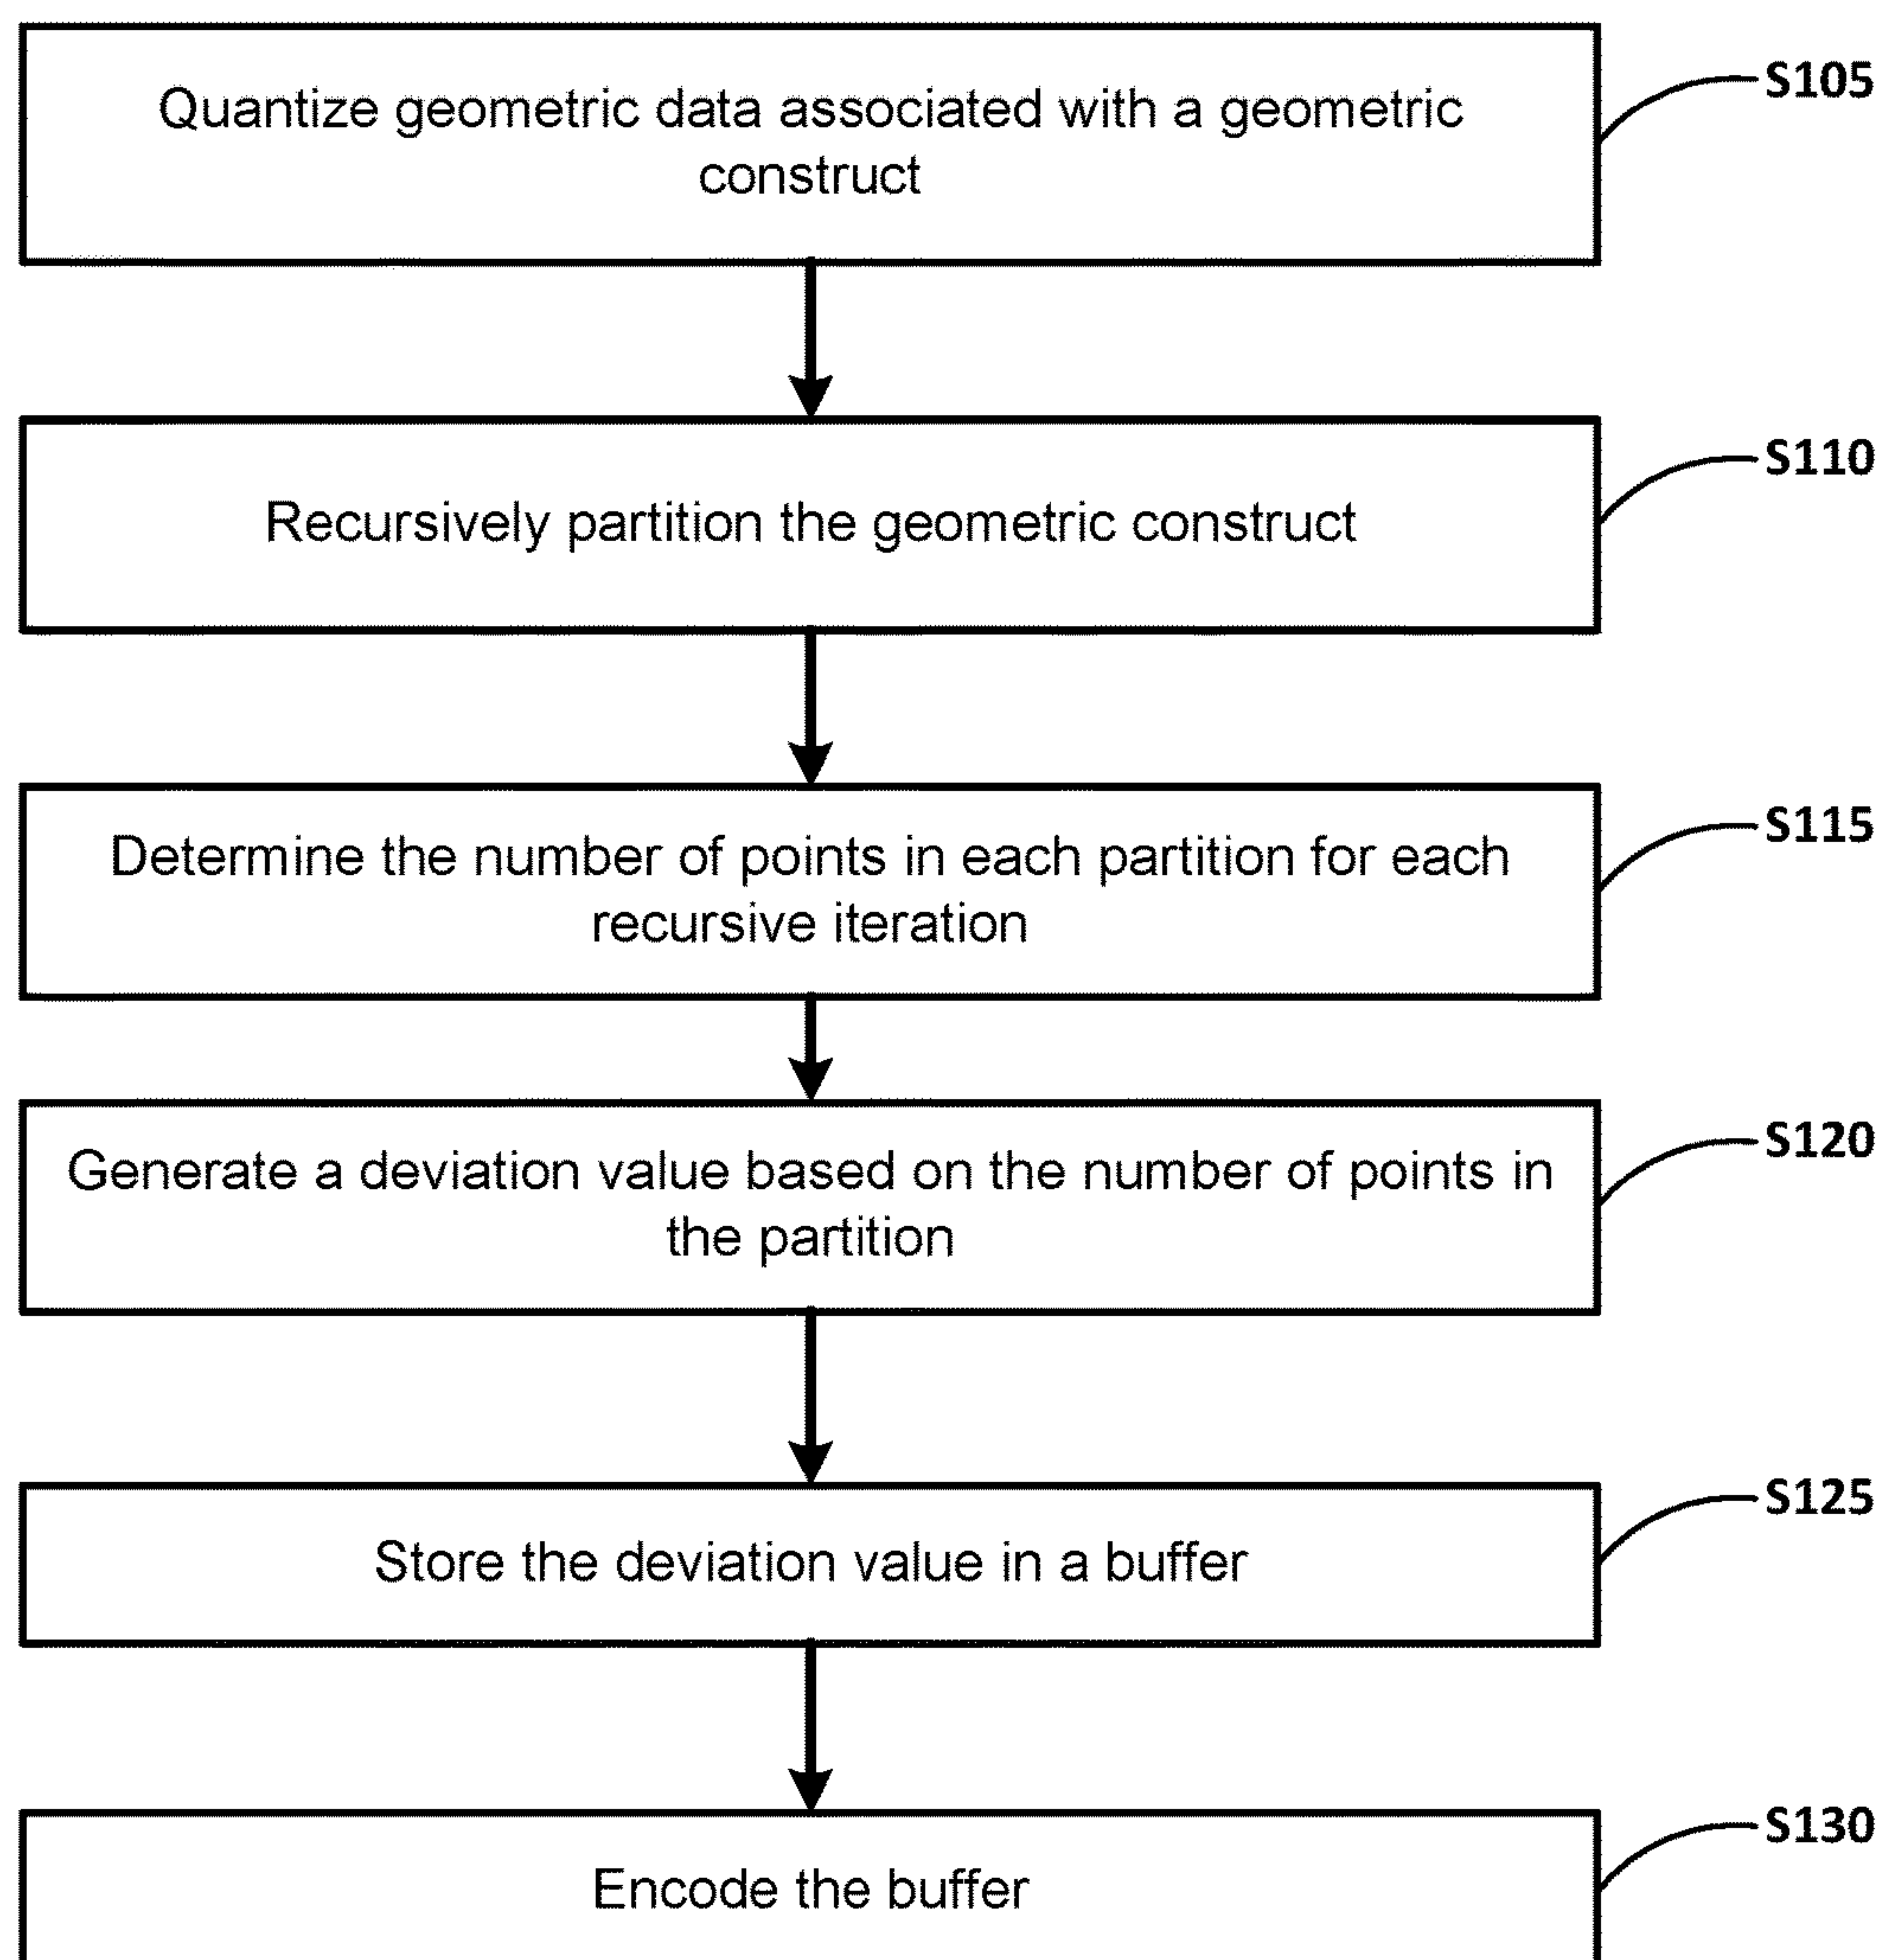 Quantize geometric data associated with a geometric
construct
S105
Recursively partition the geometric construct
S110
Determine the number of points in each partition for each
recursive iteration
S115
Generate a deviation value based on the number of points in
the partition
S120
Store the deviation value in a buffer
S125
Encode the buffer
S130